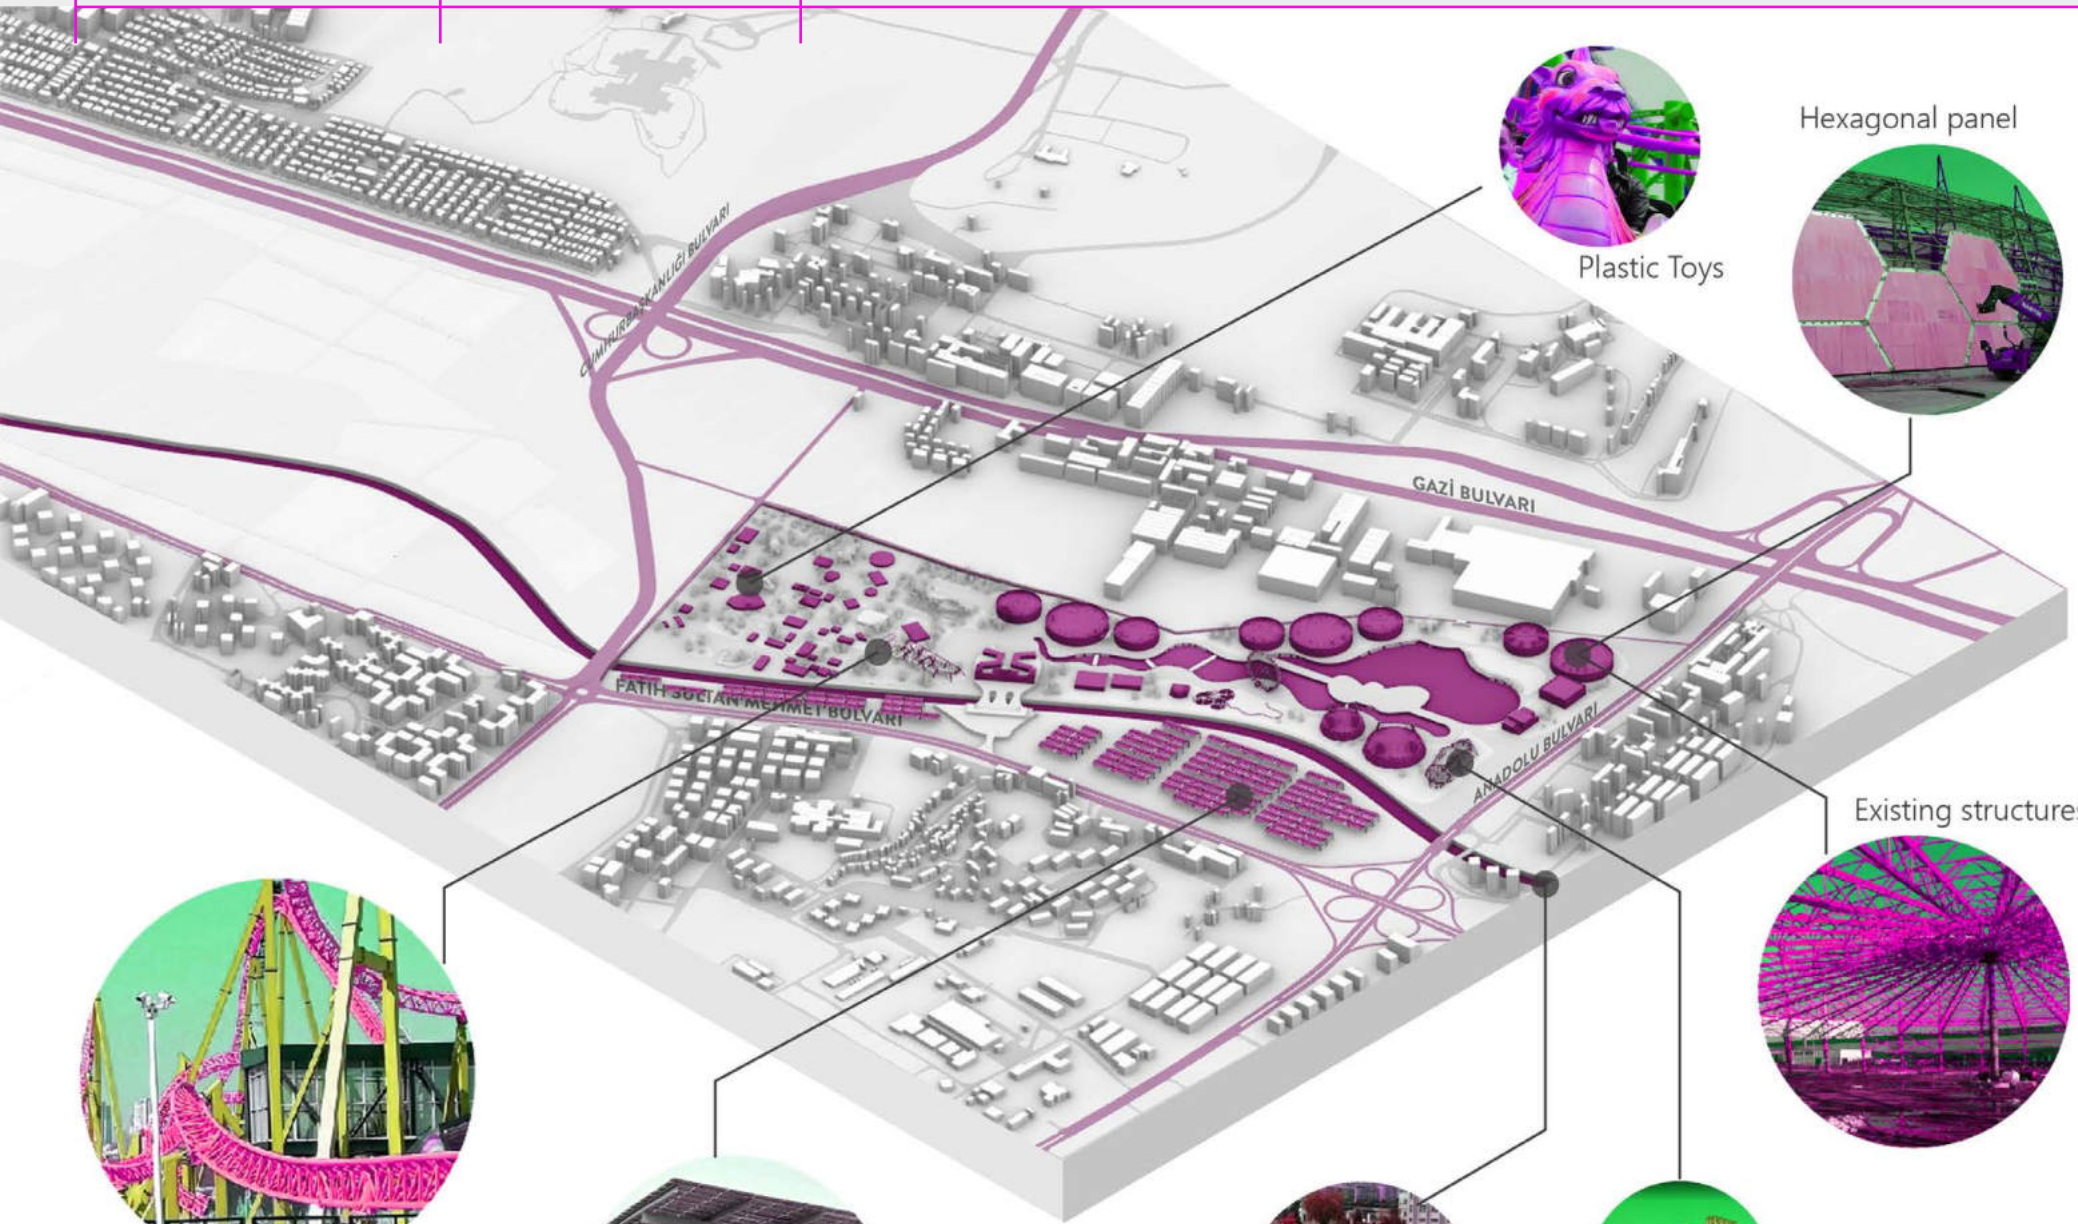 Hexagonal panel
Plastic Toys
CUMHURBAŞKANLIĞI BULVARI
GAZİ BULVARI
FATİH SULTAN MEHMET BULVARI
ANADOLU BULVARI
Existing structures